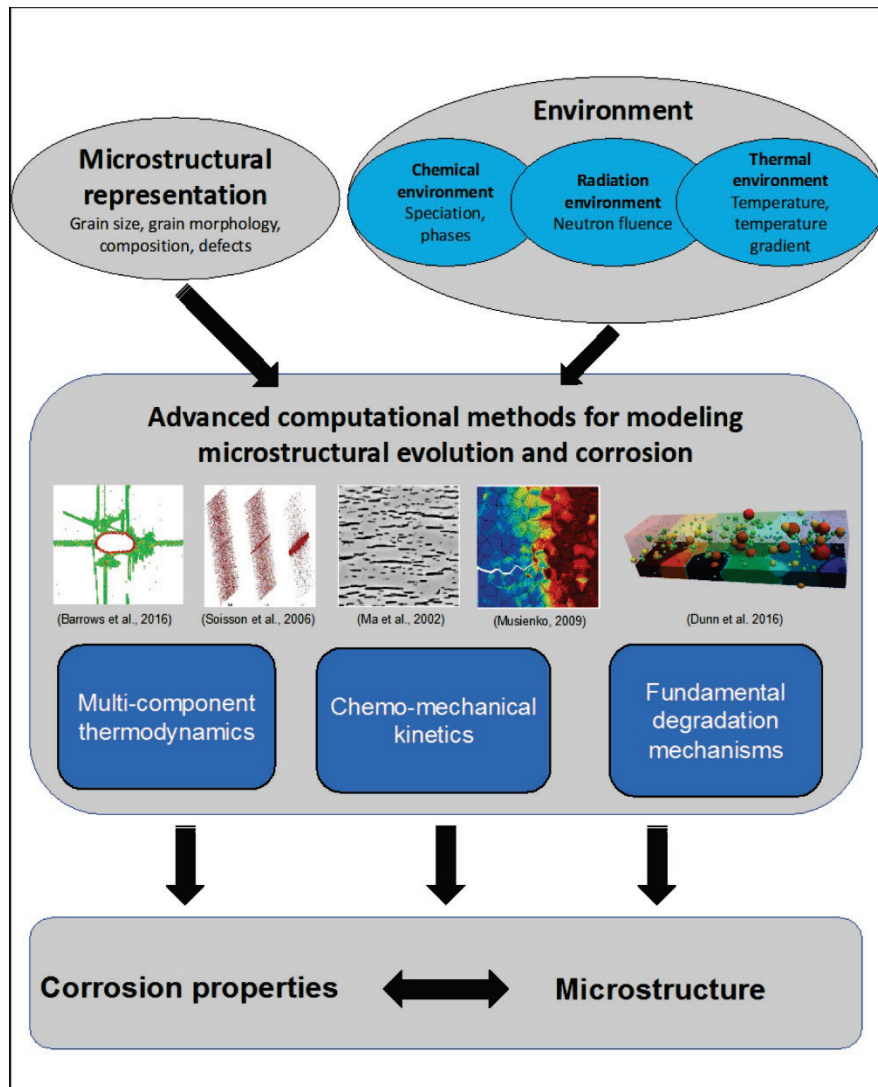 Microstructural
representation
Grain size, grain morphology,
composition, defects
Environment
Chemical
environment
Speciation,
phases
Radiation
environment
Neutron fluence
Thermal
environment
Temperature,
temperature
gradient
Advanced computational methods for modeling
microstructural evolution and corrosion
(Barrows et al., 2016)
(Soisson et al., 2006)
(Ma et al., 2002)
(Musienko, 2009)
(Dunn et al. 2016)
Multi-component
thermodynamics
Chemo-mechanical
kinetics
Fundamental
degradation
mechanisms
Corrosion properties
Microstructure